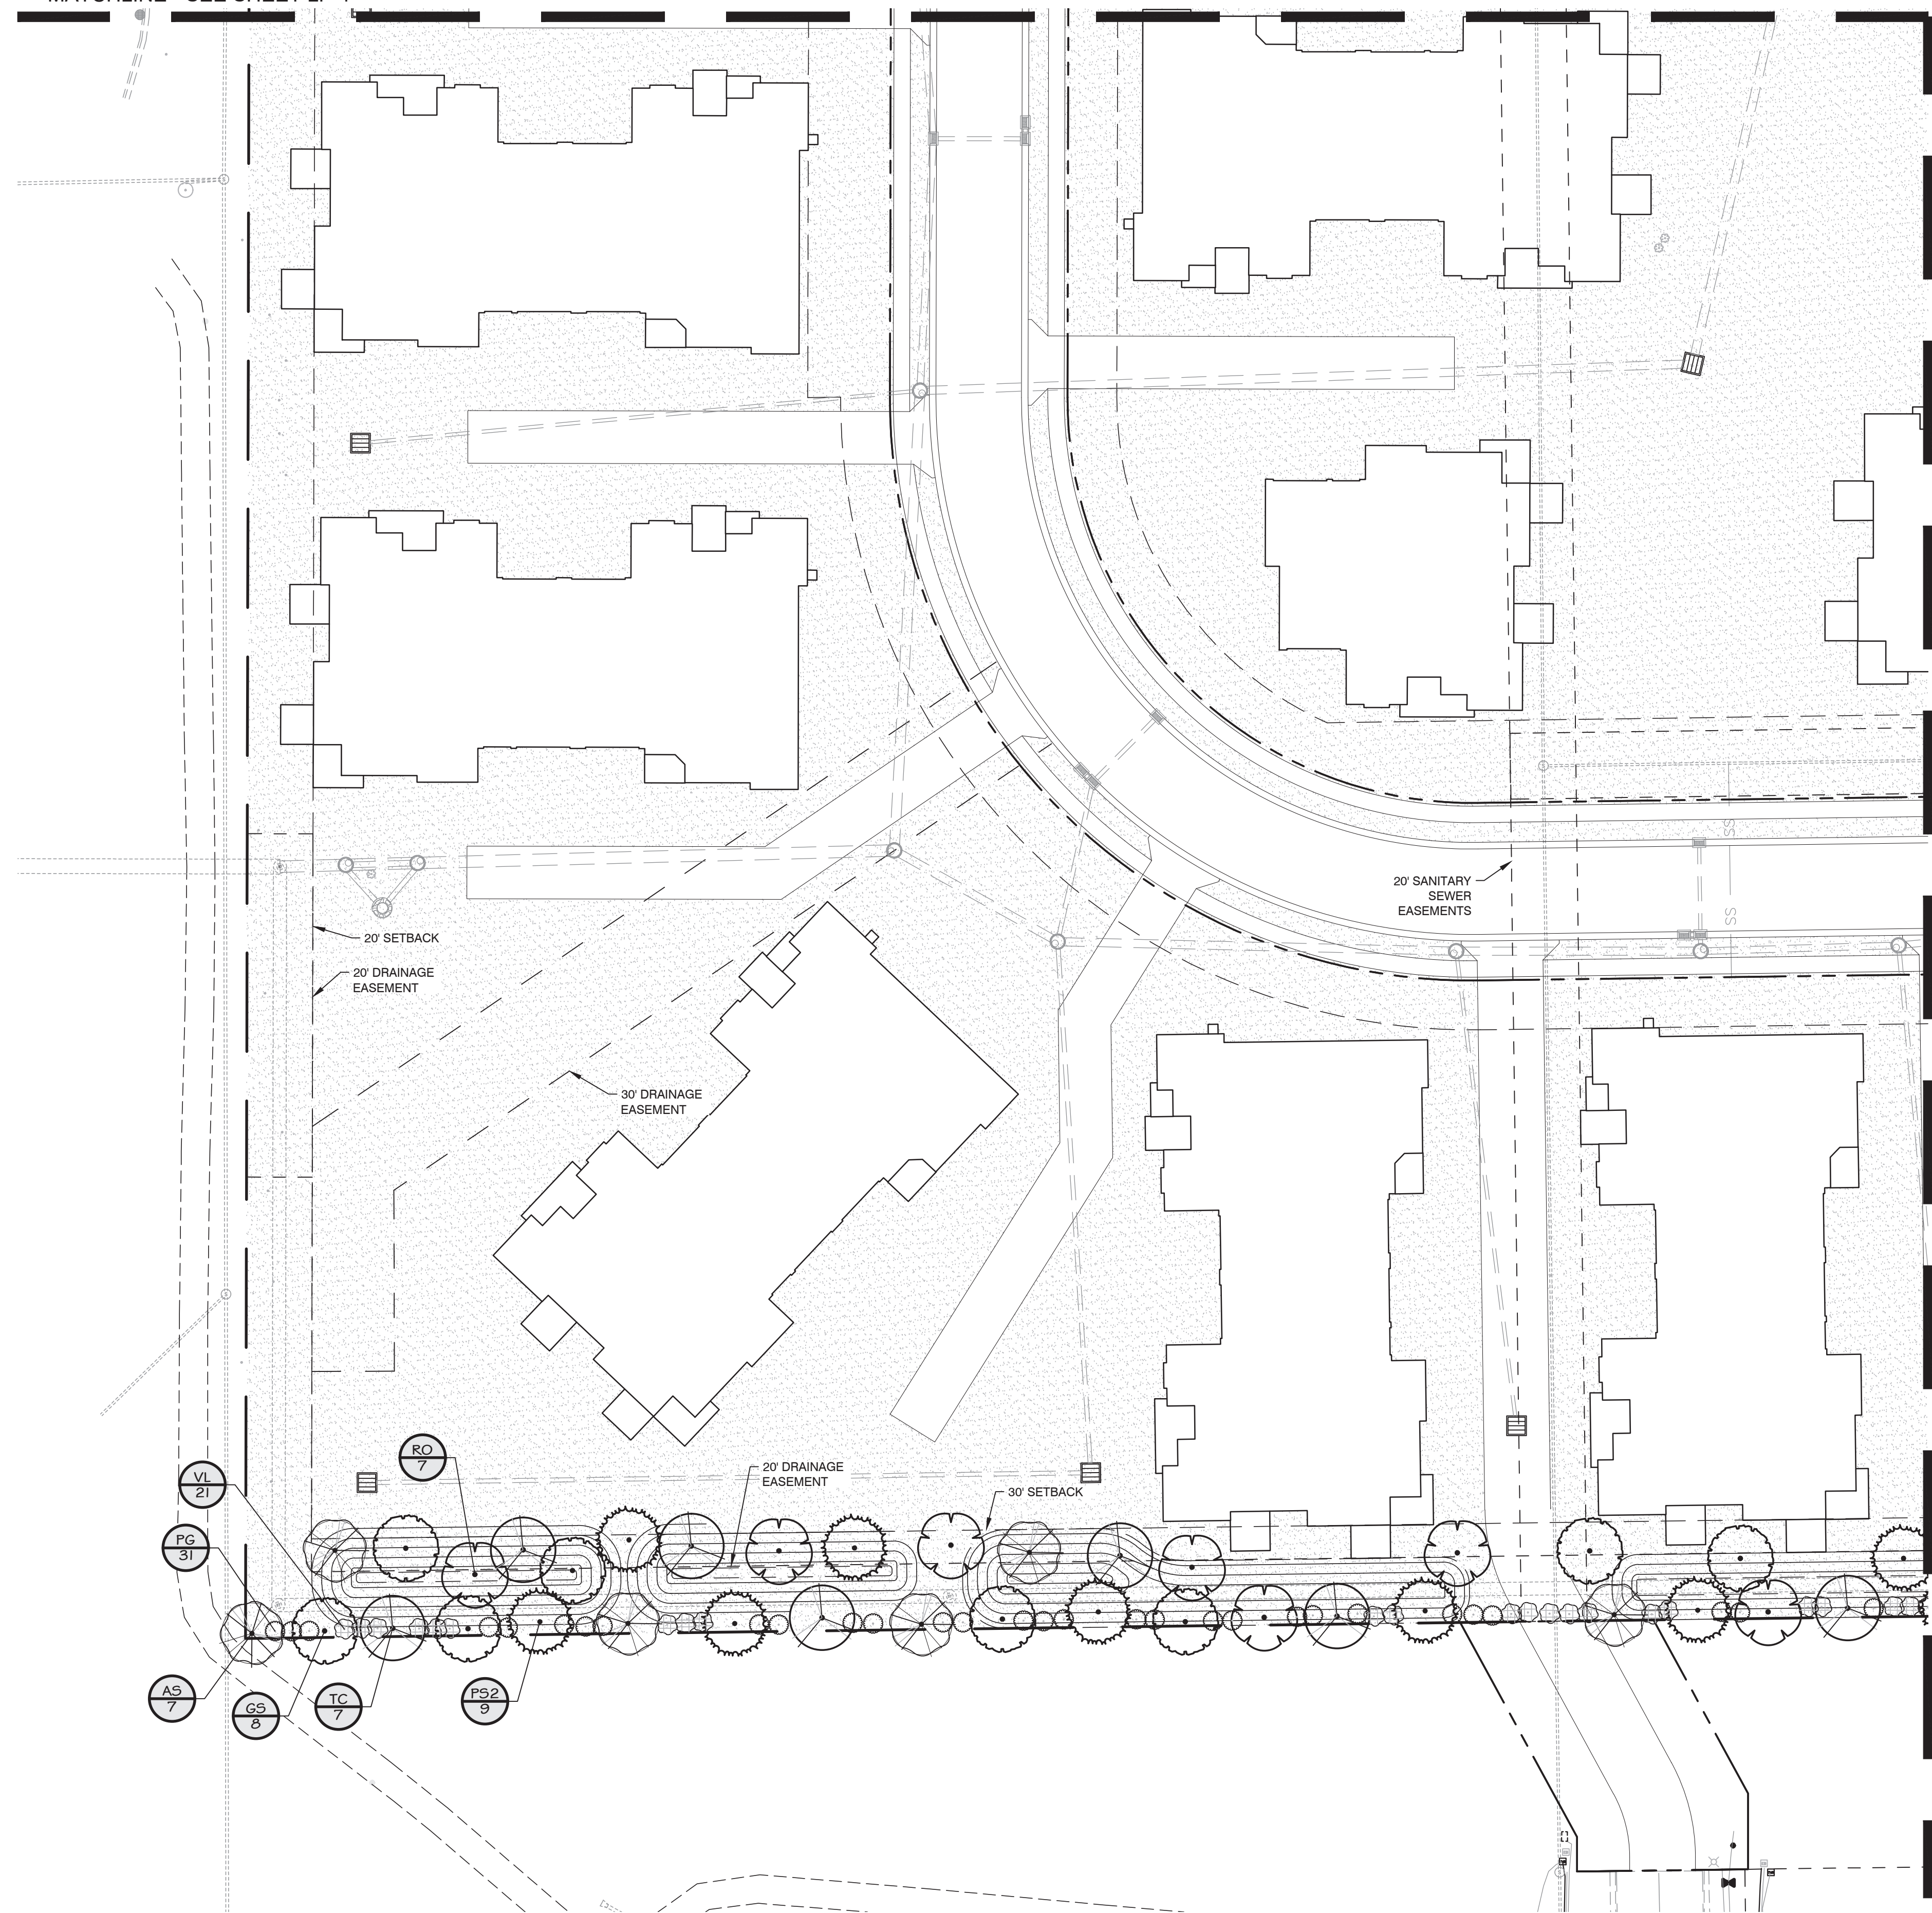 20' SANITARY
SEWER
EASEMENTS
SS
SS
20' SETBACK
20' DRAINAGE
EASEMENT
30' DRAINAGE
EASEMENT
RO
7
VL
21
20' DRAINAGE
EASEMENT
30' SETBACK
PG
31
AS
7
GS
8
TC
7
PS2
9